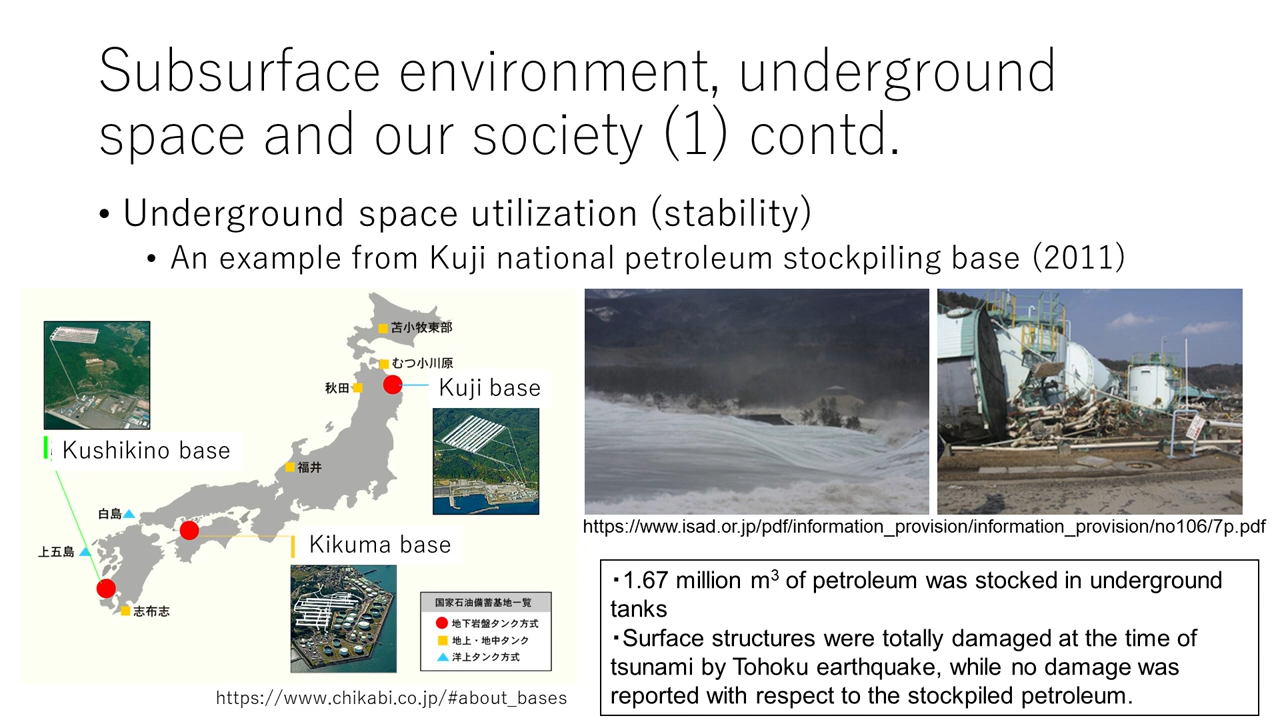 Subsurface environment, underground
space and our society (1) contd.
• Underground space utilization (stability)
• An example from Kuji national petroleum stockpiling base (2011)
苫小牧東部
むつ小川原
秋田
Kuji base
Kushikino base
福井
白島
上五島
Kikuma base
志布志
国家石油備蓄基地一覧
地下岩盤タンク方式
地上・地中タンク
洋上タンク方式
https://www.chikabi.co.jp/#about_bases
https://www.isad.or.jp/pdf/information_provision/information_provision/no106/7p.pdf
・1.67 million m³ of petroleum was stocked in underground
tanks
・Surface structures were totally damaged at the time of
tsunami by Tohoku earthquake, while no damage was
reported with respect to the stockpiled petroleum.